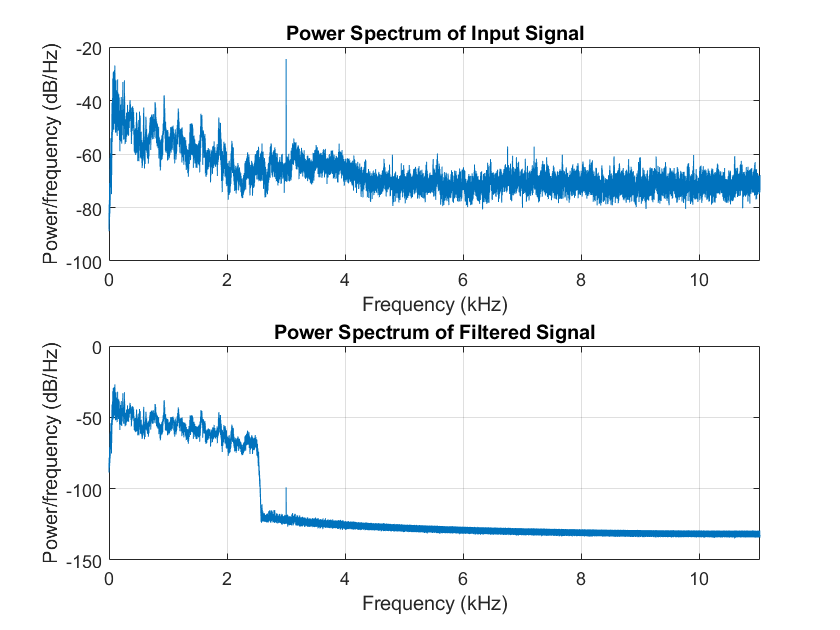 Power Spectrum of Input Signal
Power/frequency (dB/Hz)
-20
-40
-60
-80
-100
0 2 4 6 8 10
Frequency (kHz)
Power Spectrum of Filtered Signal
Power/frequency (dB/Hz)
0
-50
-100
-150
0 2 4 6 8 10
Frequency (kHz)